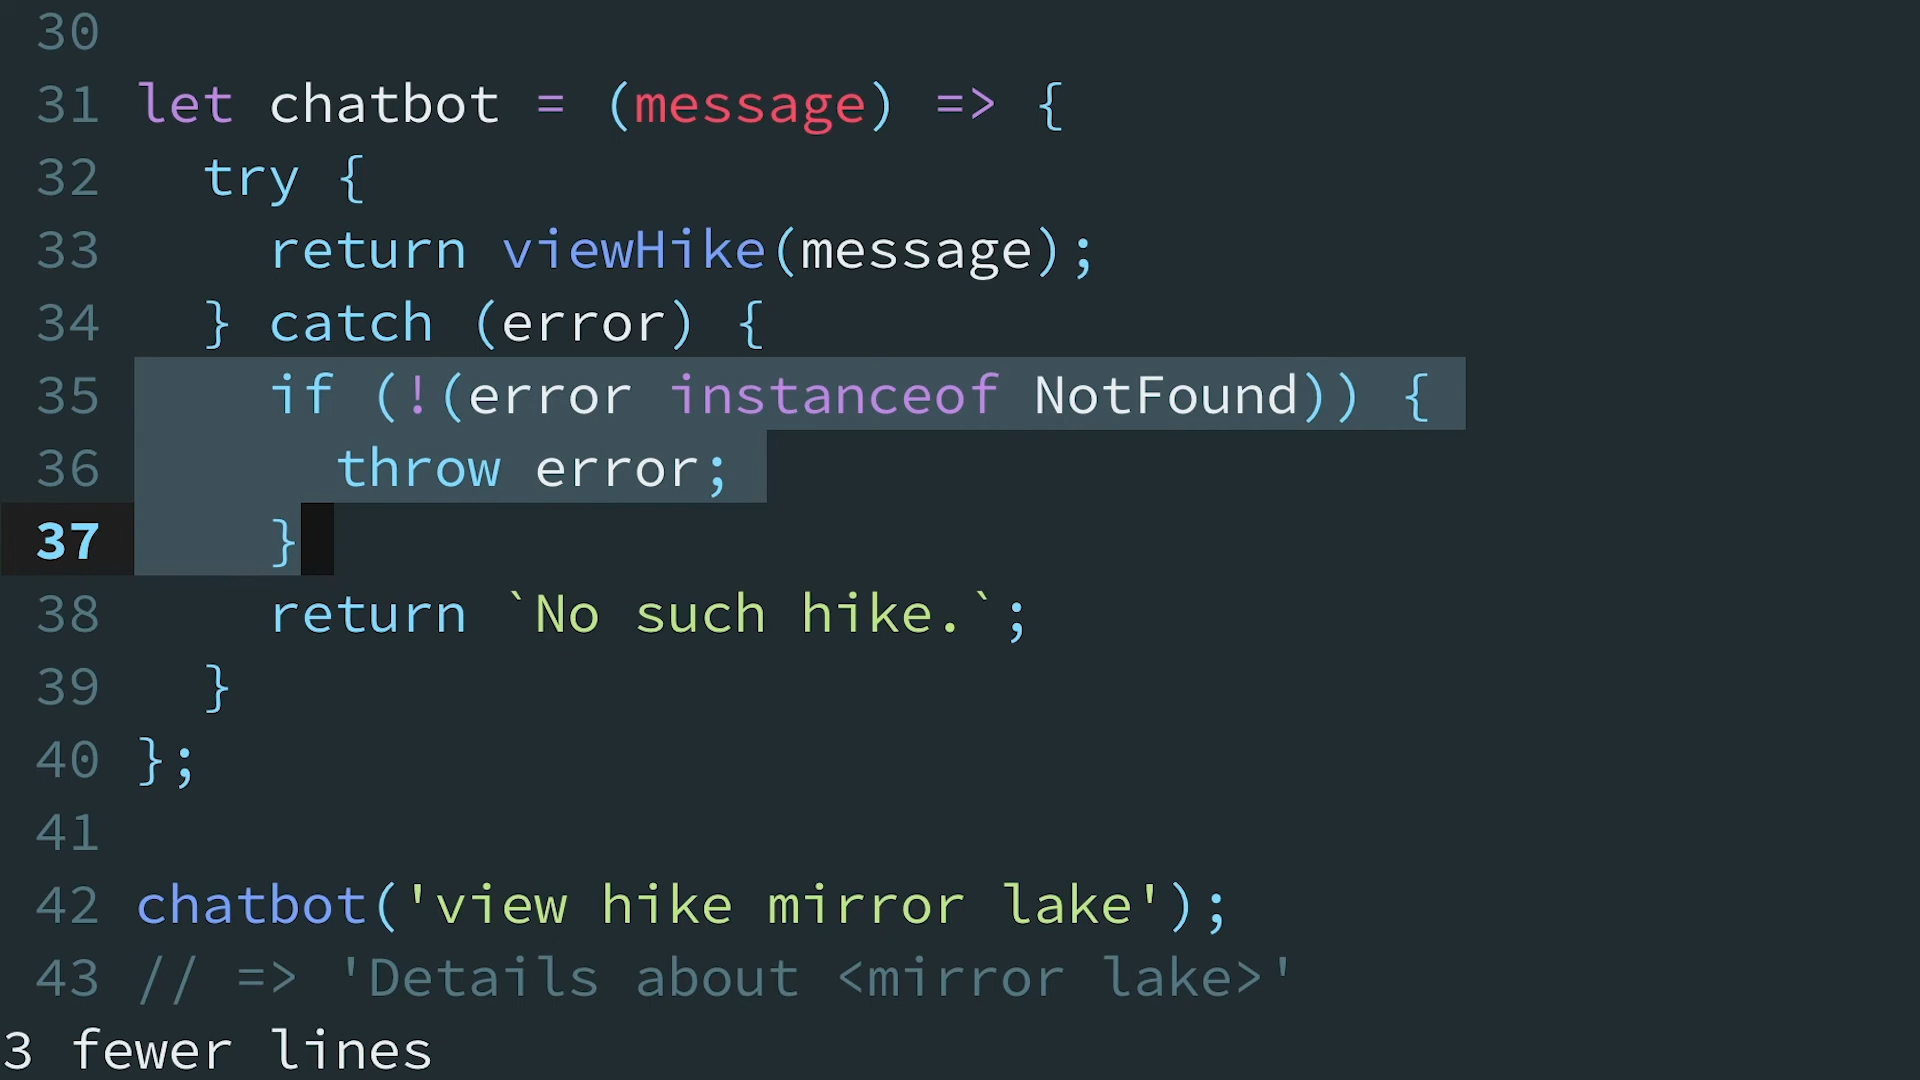 30
31 let chatbot = (message) => {
32   try {
33     return viewHike(message);
34   } catch (error) {
35     if (!(error instanceof NotFound)) {
36       throw error;
37     }
38     return `No such hike.`;
39   }
40 };
41
42 chatbot('view hike mirror lake');
43 // => 'Details about <mirror lake>'
3 fewer lines